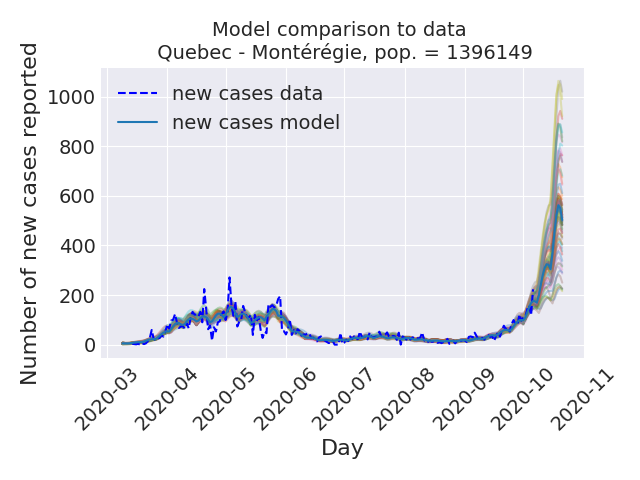 Model comparison to data
Quebec - Montérégie, pop. = 1396149
Number of new cases reported
1000
800
600
400
200
0
new cases data
new cases model
2020-03
2020-04
2020-05
2020-06
2020-07
2020-08
2020-09
2020-10
2020-11
Day